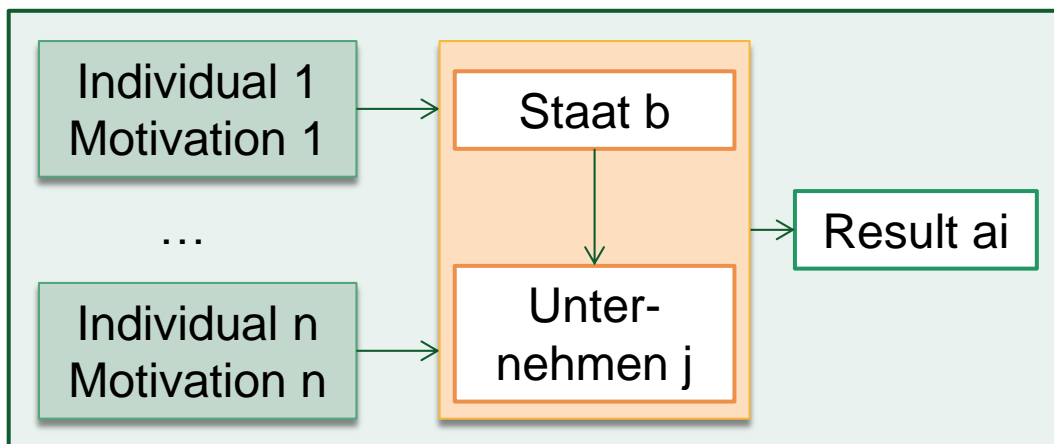 Individual 1
Motivation 1
…
Individual n
Motivation n
Staat b
Unter-
nehmen j
Result ai